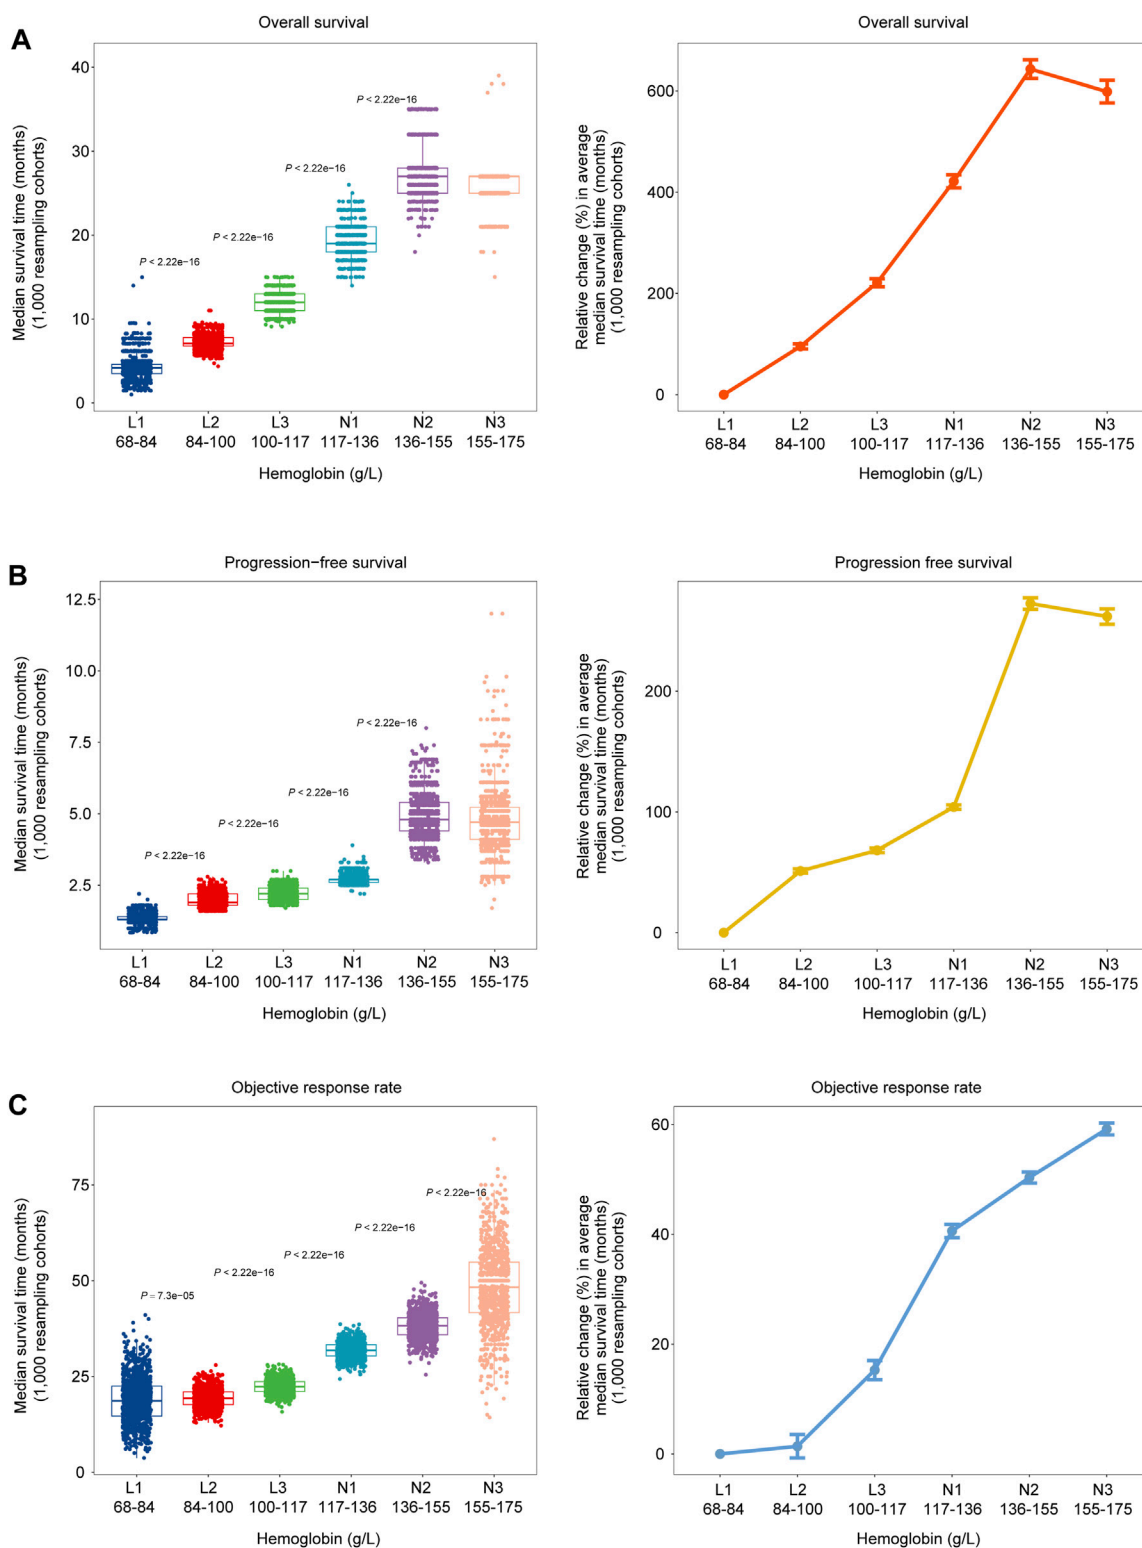 A
Overall survival
Median survival time (months)
(1,000 resampling cohorts)
40
30
20
10
0
P < 2.22e−16
P < 2.22e−16
P < 2.22e−16
P < 2.22e−16
L1 L2 L3 N1 N2 N3
68-84 84-100 100-117 117-136 136-155 155-175
Hemoglobin (g/L)
Overall survival
Relative change (%) in average
median survival time (months)
(1,000 resampling cohorts)
600
400
200
0
L1 L2 L3 N1 N2 N3
68-84 84-100 100-117 117-136 136-155 155-175
Hemoglobin (g/L)
B
Progression−free survival
Median survival time (months)
(1,000 resampling cohorts)
12.5
10.0
7.5
5.0
2.5
P < 2.22e−16
P < 2.22e−16
P < 2.22e−16
P < 2.22e−16
L1 L2 L3 N1 N2 N3
68-84 84-100 100-117 117-136 136-155 155-175
Hemoglobin (g/L)
Progression free survival
Relative change (%) in average
median survival time (months)
(1,000 resampling cohorts)
200
100
0
L1 L2 L3 N1 N2 N3
68-84 84-100 100-117 117-136 136-155 155-175
Hemoglobin (g/L)
C
Objective response rate
Median survival time (months)
(1,000 resampling cohorts)
75
50
25
0
P < 2.22e−16
P < 2.22e−16
P < 2.22e−16
P < 2.22e−16
P = 7.3e−05
L1 L2 L3 N1 N2 N3
68-84 84-100 100-117 117-136 136-155 155-175
Hemoglobin (g/L)
Objective response rate
Relative change (%) in average
median survival time (months)
(1,000 resampling cohorts)
60
40
20
0
L1 L2 L3 N1 N2 N3
68-84 84-100 100-117 117-136 136-155 155-175
Hemoglobin (g/L)